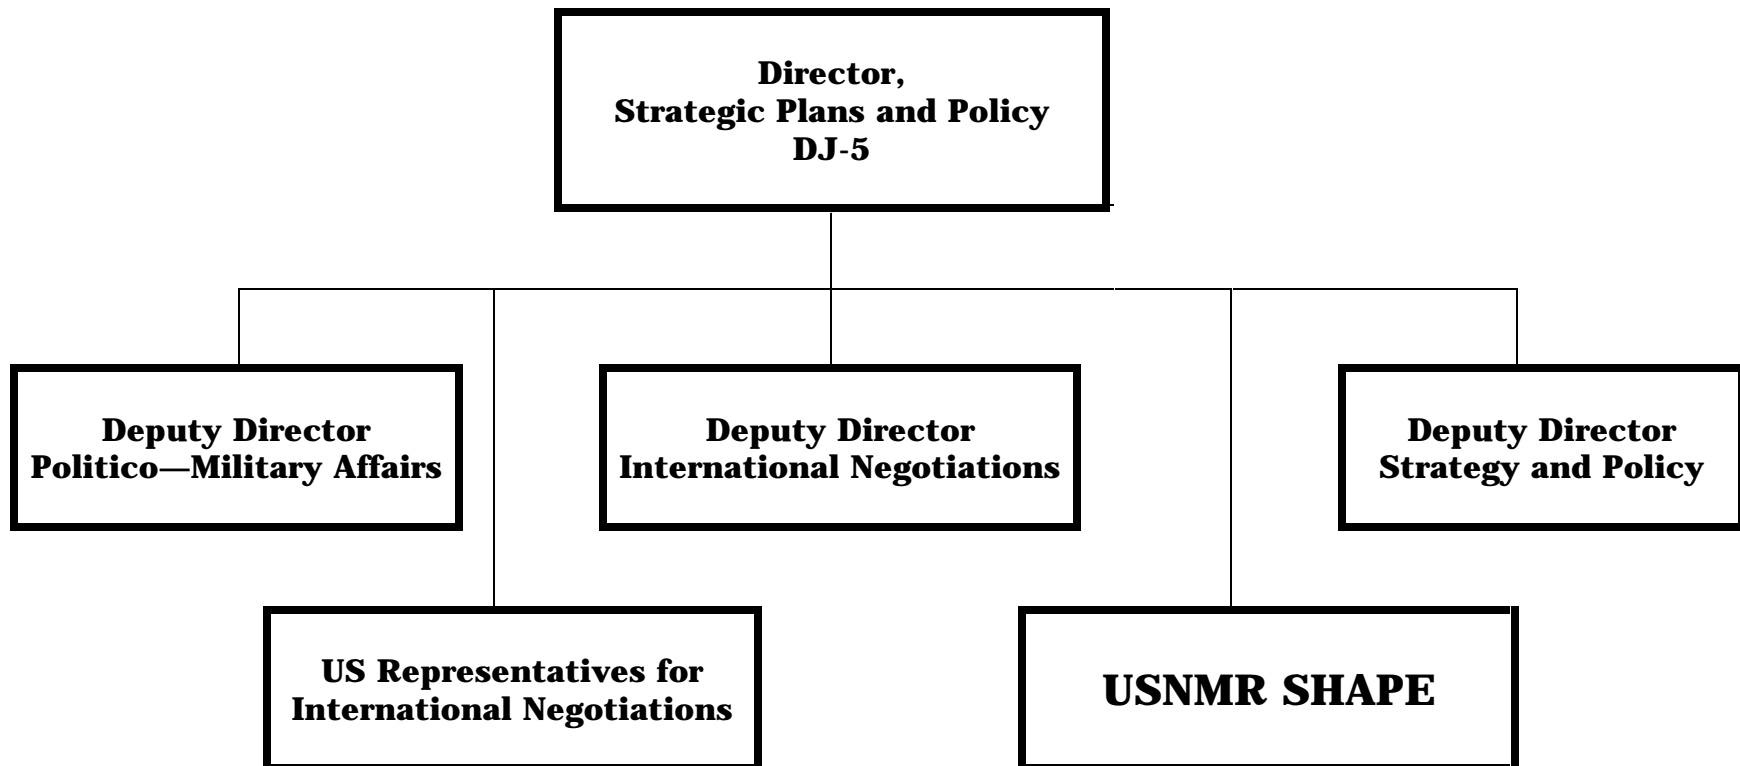 Director,
Strategic Plans and Policy
DJ-5
Deputy Director
Politico—Military Affairs
Deputy Director
International Negotiations
Deputy Director
Strategy and Policy
US Representatives for
International Negotiations
USNMR SHAPE